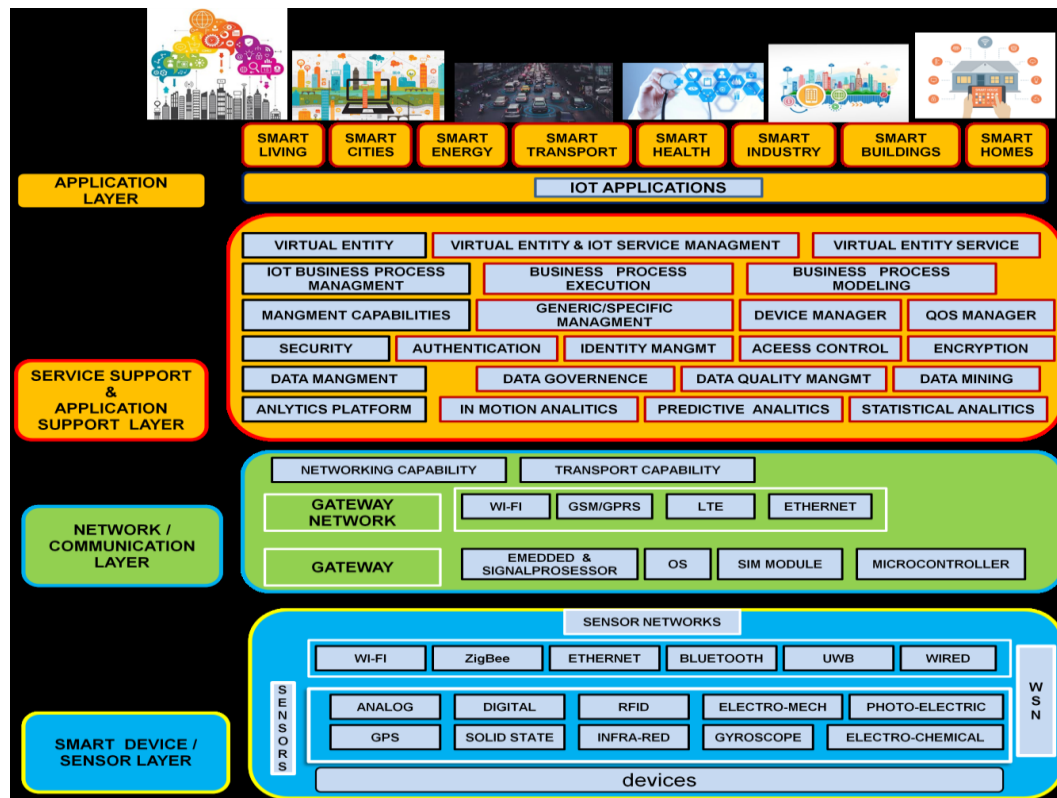 SMART LIVING
SMART CITIES
SMART ENERGY
SMART TRANSPORT
SMART HEALTH
SMART INDUSTRY
SMART BUILDINGS
SMART HOMES
APPLICATION LAYER
IOT APPLICATIONS
SERVICE SUPPORT
&
APPLICATION
SUPPORT LAYER
VIRTUAL ENTITY
VIRTUAL ENTITY & IOT SERVICE MANAGMENT
VIRTUAL ENTITY SERVICE
IOT BUSINESS PROCESS MANAGMENT
BUSINESS PROCESS EXECUTION
BUSINESS PROCESS MODELING
MANGMENT CAPABILITIES
GENERIC/SPECIFIC MANAGMENT
DEVICE MANAGER
QOS MANAGER
SECURITY
AUTHENTICATION
IDENTITY MANGMT
ACEESS CONTROL
ENCRYPTION
DATA MANGMENT
DATA GOVERNENCE
DATA QUALITY MANGMT
DATA MINING
ANLYTICS PLATFORM
IN MOTION ANALITICS
PREDICTIVE ANALITICS
STATISTICAL ANALITICS
NETWORK /
COMMUNICATION
LAYER
NETWORKING CAPABILITY
TRANSPORT CAPABILITY
GATEWAY NETWORK
WI-FI
GSM/GPRS
LTE
ETHERNET
GATEWAY
EMEDDED & SIGNALPROSESSOR
OS
SIM MODULE
MICROCONTROLLER
SMART DEVICE /
SENSOR LAYER
SENSOR NETWORKS
WI-FI
ZigBee
ETHERNET
BLUETOOTH
UWB
WIRED
SENSORS
ANALOG
DIGITAL
RFID
ELECTRO-MECH
PHOTO-ELECTRIC
GPS
SOLID STATE
INFRA-RED
GYROSCOPE
ELECTRO-CHEMICAL
WSN
devices